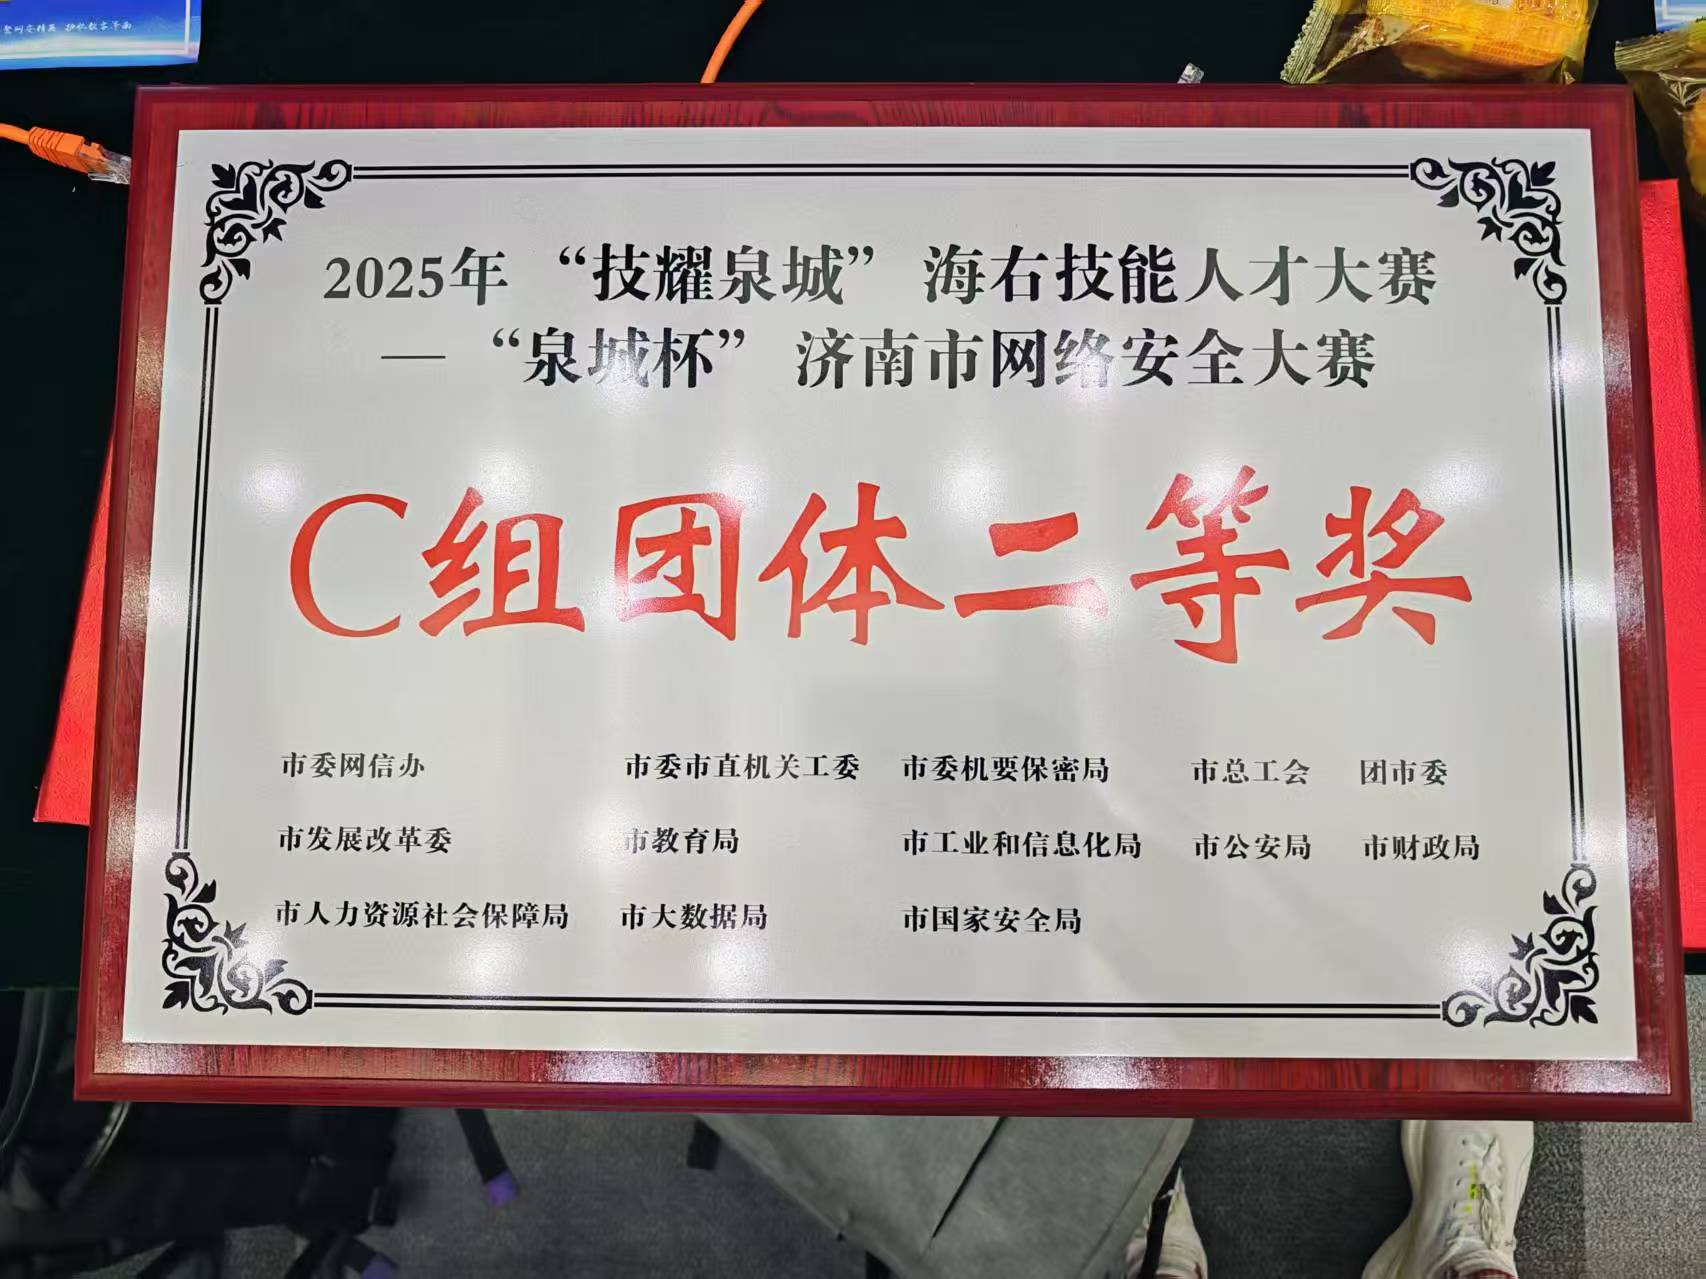 2025年 “技耀泉城” 海右技能人才大赛
— “泉城杯” 济南市网络安全大赛
C组团体二等奖
市委网信办 市委市直机关工委 市委机要保密局 市总工会 团市委
市发展改革委 市教育局 市工业和信息化局 市公安局 市财政局
市人力资源社会保障局 市大数据局 市国家安全局